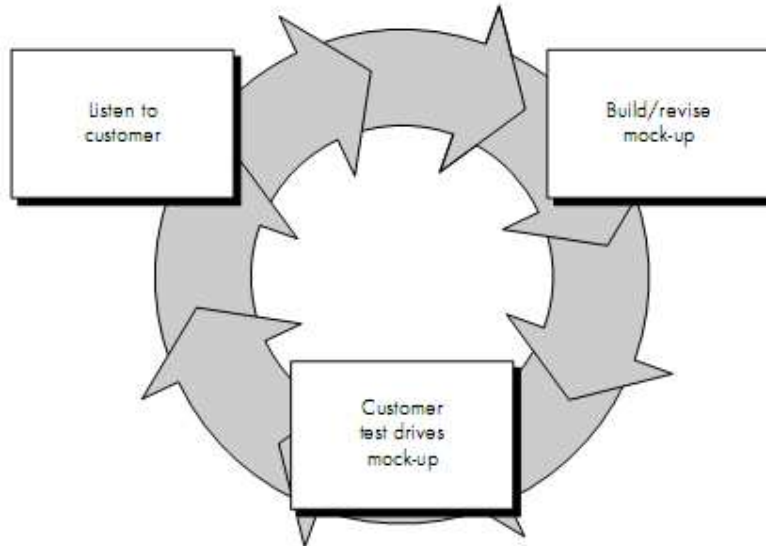 Listen to
customer
Build/revise
mock-up
Customer
test drives
mock-up